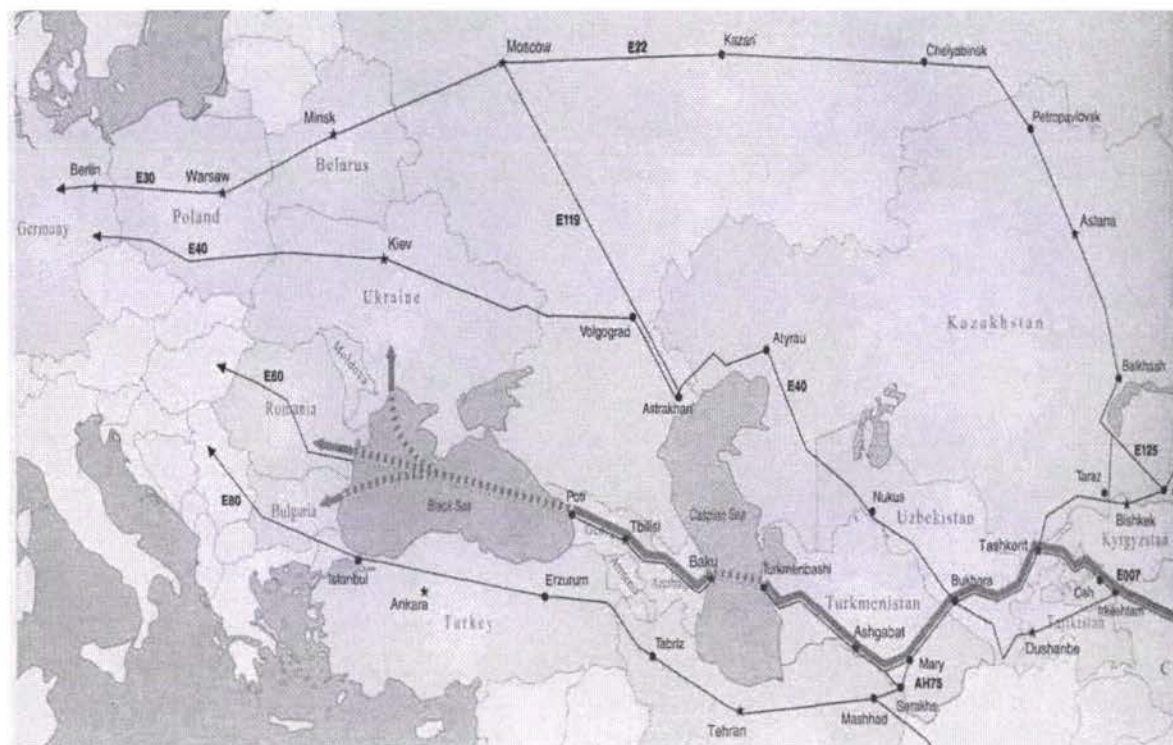 Moscow
E22
Kazan
Chelyabinsk
Minsk
Petropavlovsk
Belarus
Berlin
E30
Warsaw
Poland
Germany
E119
Astana
E40
Kiev
Ukraine
Kazakhstan
Volgograd
Atyrau
Moldova
E60
E40
Balkhash
Romania
Astrakhan
E125
E80
Taraz
Bulgaria
Black Sea
Poti
Nukus
Uzbekistan
Bishkek
Kyrgyzstan
Tbilisi
Caspian Sea
Tashkent
Istanbul
Baku
Turkmenbashi
E007
Osh
Ankara
Erzurum
Bukhara
Irkeshtam
Turkey
Turkmenistan
Tajikistan
Tabriz
Ashgabat
Dushanbe
Mary
AH75
Tehran
Mashhad
Serakhs